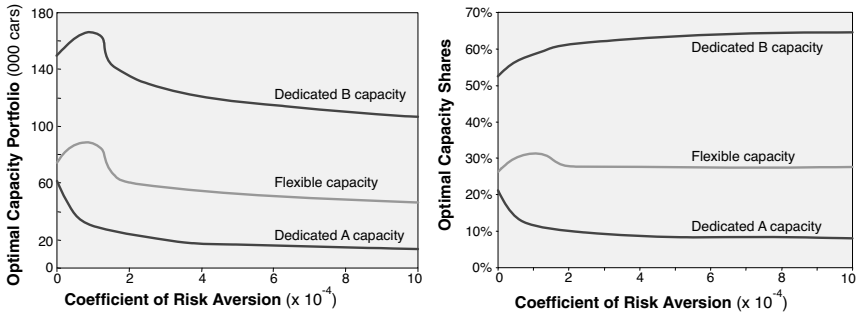 Optimal Capacity Portfolio (000 cars)
180
140
100
60
20
0
Dedicated B capacity
Flexible capacity
Dedicated A capacity
0 2 4 6 8 10
Coefficient of Risk Aversion (x 10⁻⁴)
Optimal Capacity Shares
70%
60%
50%
40%
30%
20%
10%
0%
Dedicated B capacity
Flexible capacity
Dedicated A capacity
0 2 4 6 8 10
Coefficient of Risk Aversion (x 10⁻⁴)